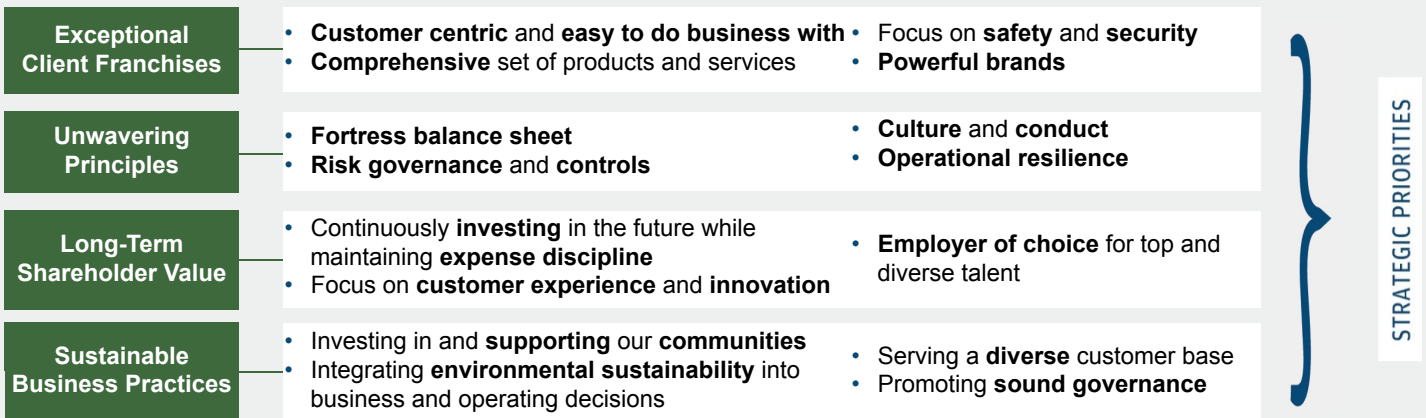 Exceptional
Client Franchises
• Customer centric and easy to do business with
• Comprehensive set of products and services
• Focus on safety and security
• Powerful brands
Unwavering
Principles
• Fortress balance sheet
• Risk governance and controls
• Culture and conduct
• Operational resilience
Long-Term
Shareholder Value
• Continuously investing in the future while
maintaining expense discipline
• Focus on customer experience and innovation
• Employer of choice for top and
diverse talent
Sustainable
Business Practices
• Investing in and supporting our communities
• Integrating environmental sustainability into
business and operating decisions
• Serving a diverse customer base
• Promoting sound governance
STRATEGIC PRIORITIES